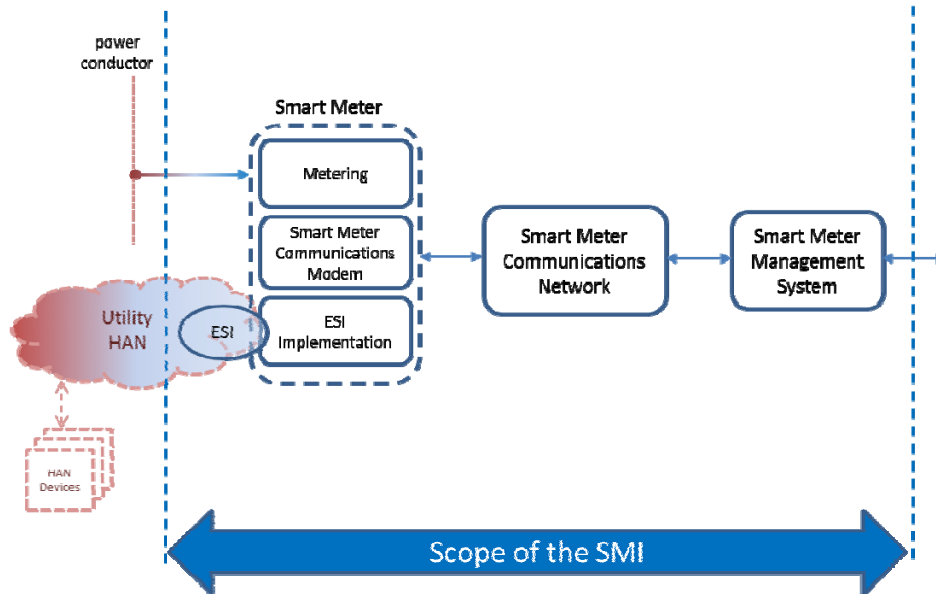 power
conductor
Smart Meter
Metering
Smart Meter
Communications
Modem
ESI
Implementation
Smart Meter
Communications
Network
Smart Meter
Management
System
Utility
HAN
ESI
HAN
Devices
Scope of the SMI